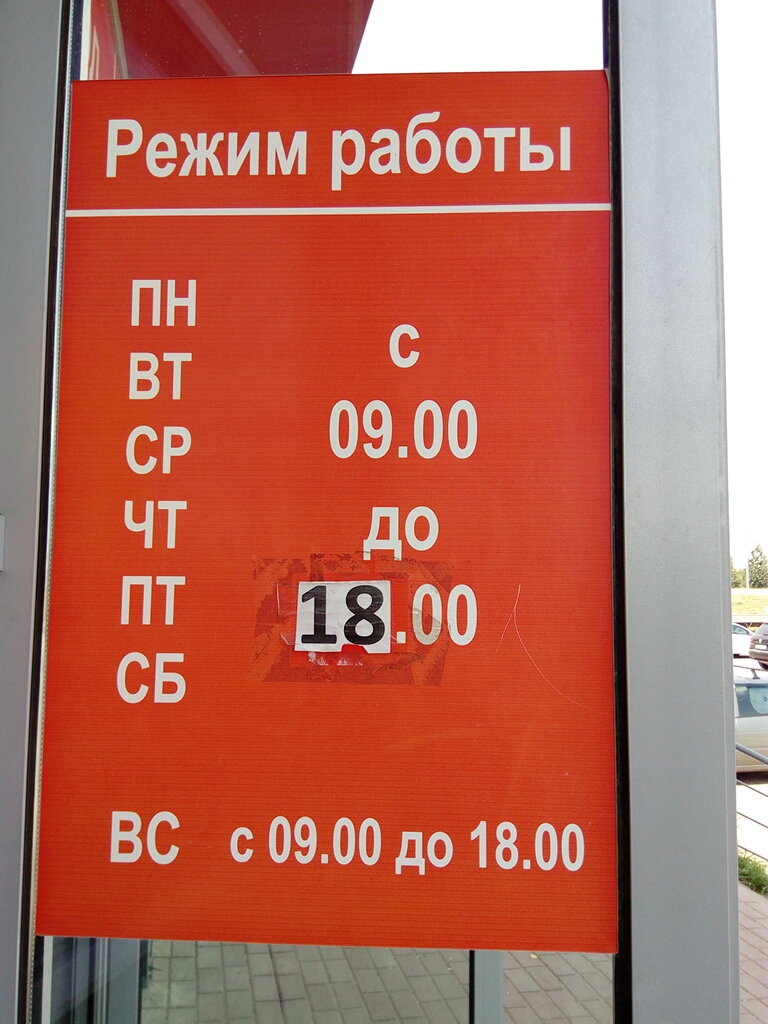 Режим работы
ПН
ВТ
СР
ЧТ
ПТ
СБ
с
09.00
до
18.00
ВС с 09.00 до 18.00